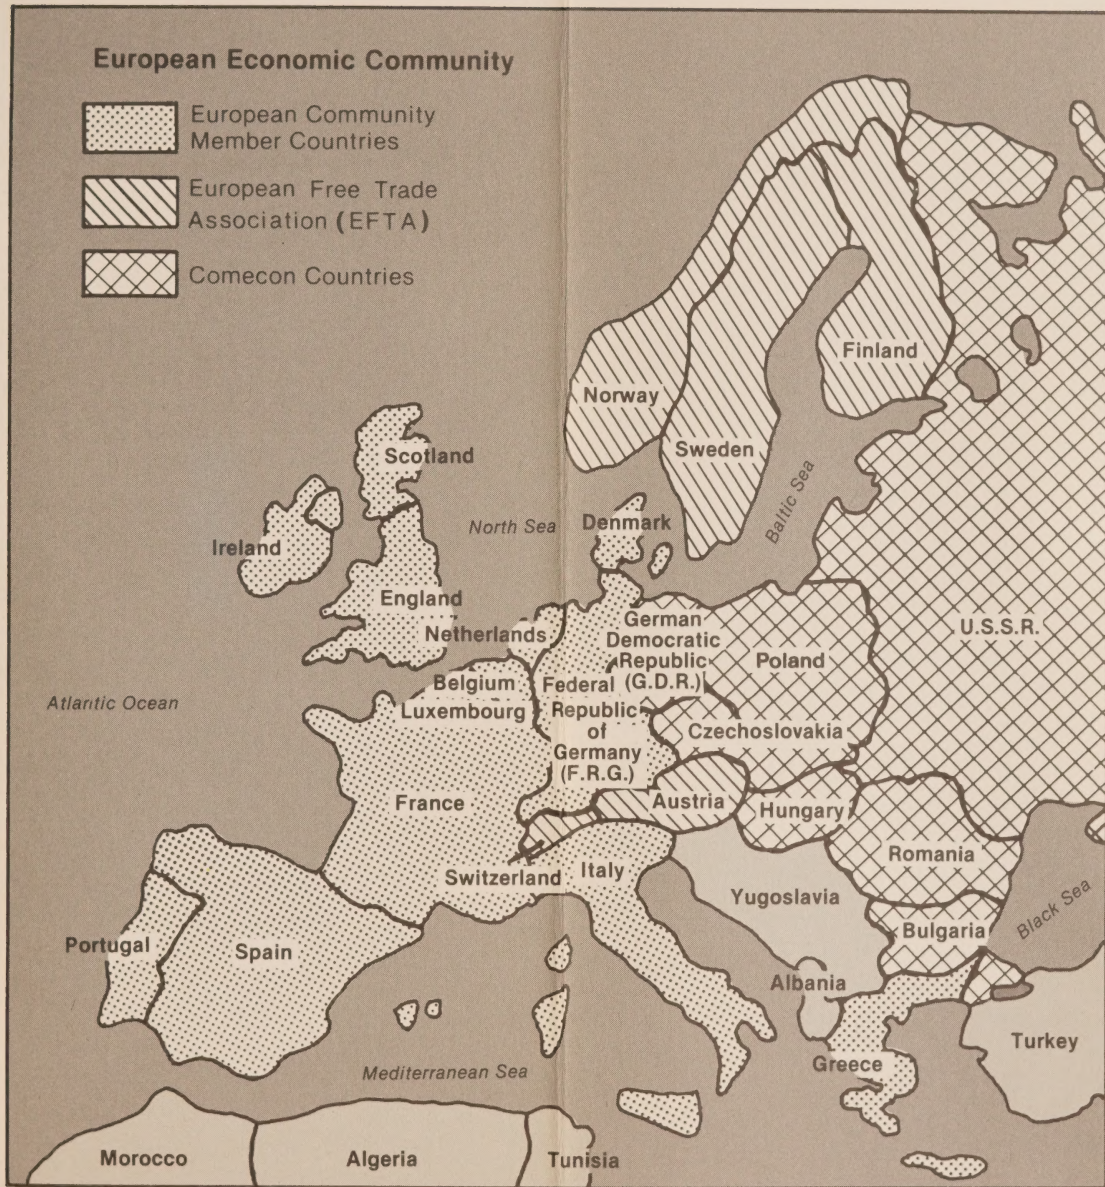 European Economic Community
European Community
Member Countries
European Free Trade
Association (EFTA)
Comecon Countries
Norway
Finland
Sweden
Scotland
North Sea
Denmark
Baltic Sea
Ireland
England
Netherlands
German
Democratic
Republic
(G.D.R.)
Poland
U.S.S.R.
Atlantic Ocean
Belgium
Luxembourg
Federal
Republic
of
Germany
(F.R.G.)
Czechoslovakia
France
Austria
Hungary
Switzerland
Italy
Romania
Yugoslavia
Black Sea
Portugal
Spain
Bulgaria
Albania
Turkey
Mediterranean Sea
Greece
Morocco
Algeria
Tunisia